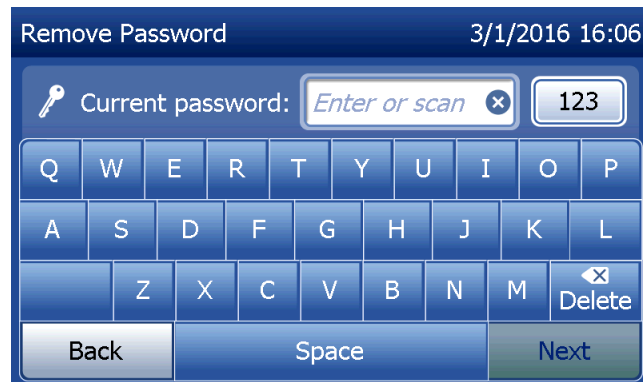 Remove Password 3/1/2016 16:06
Current password: Enter or scan 123
Q W E R T Y U I O P
A S D F G H J K L
Z X C V B N M Delete
Back Space Next